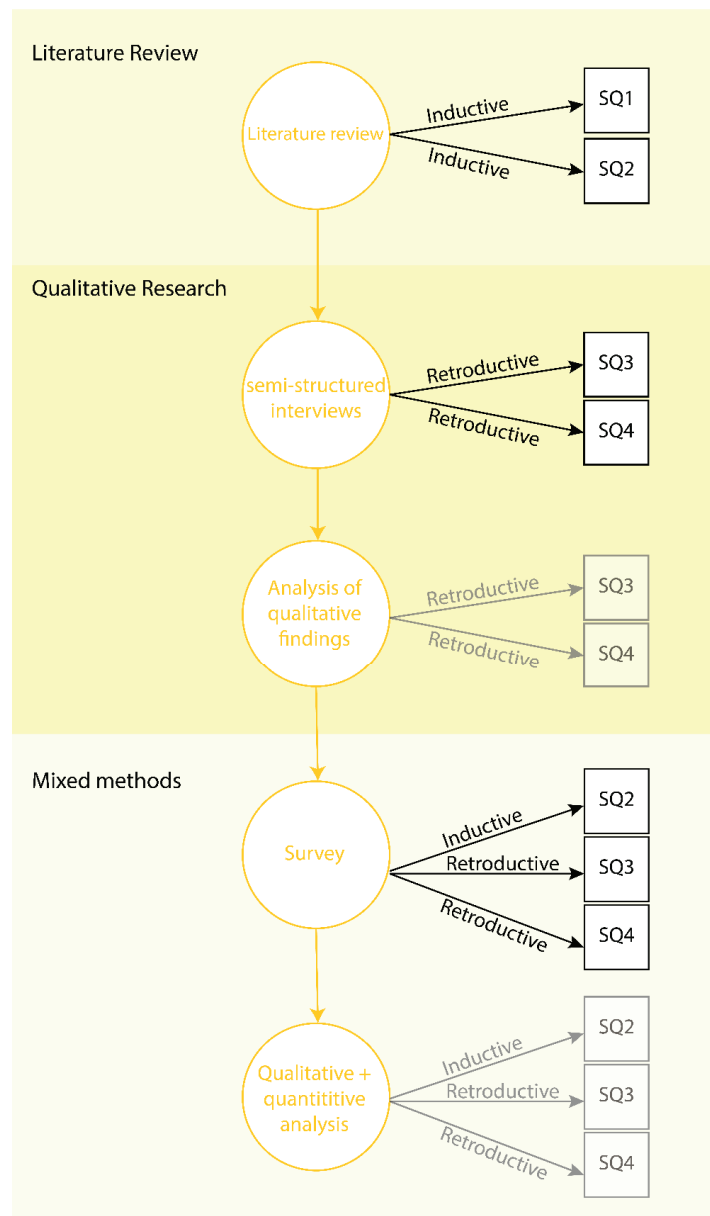 Literature Review
Literature review
Inductive
SQ1
Inductive
SQ2
Qualitative Research
semi-structured
interviews
Retroductive
SQ3
Retroductive
SQ4
Analysis of
qualitative
findings
Retroductive
SQ3
Retroductive
SQ4
Mixed methods
Survey
Inductive
SQ2
Retroductive
SQ3
Retroductive
SQ4
Qualitative +
quantititive
analysis
Inductive
SQ2
Retroductive
SQ3
Retroductive
SQ4